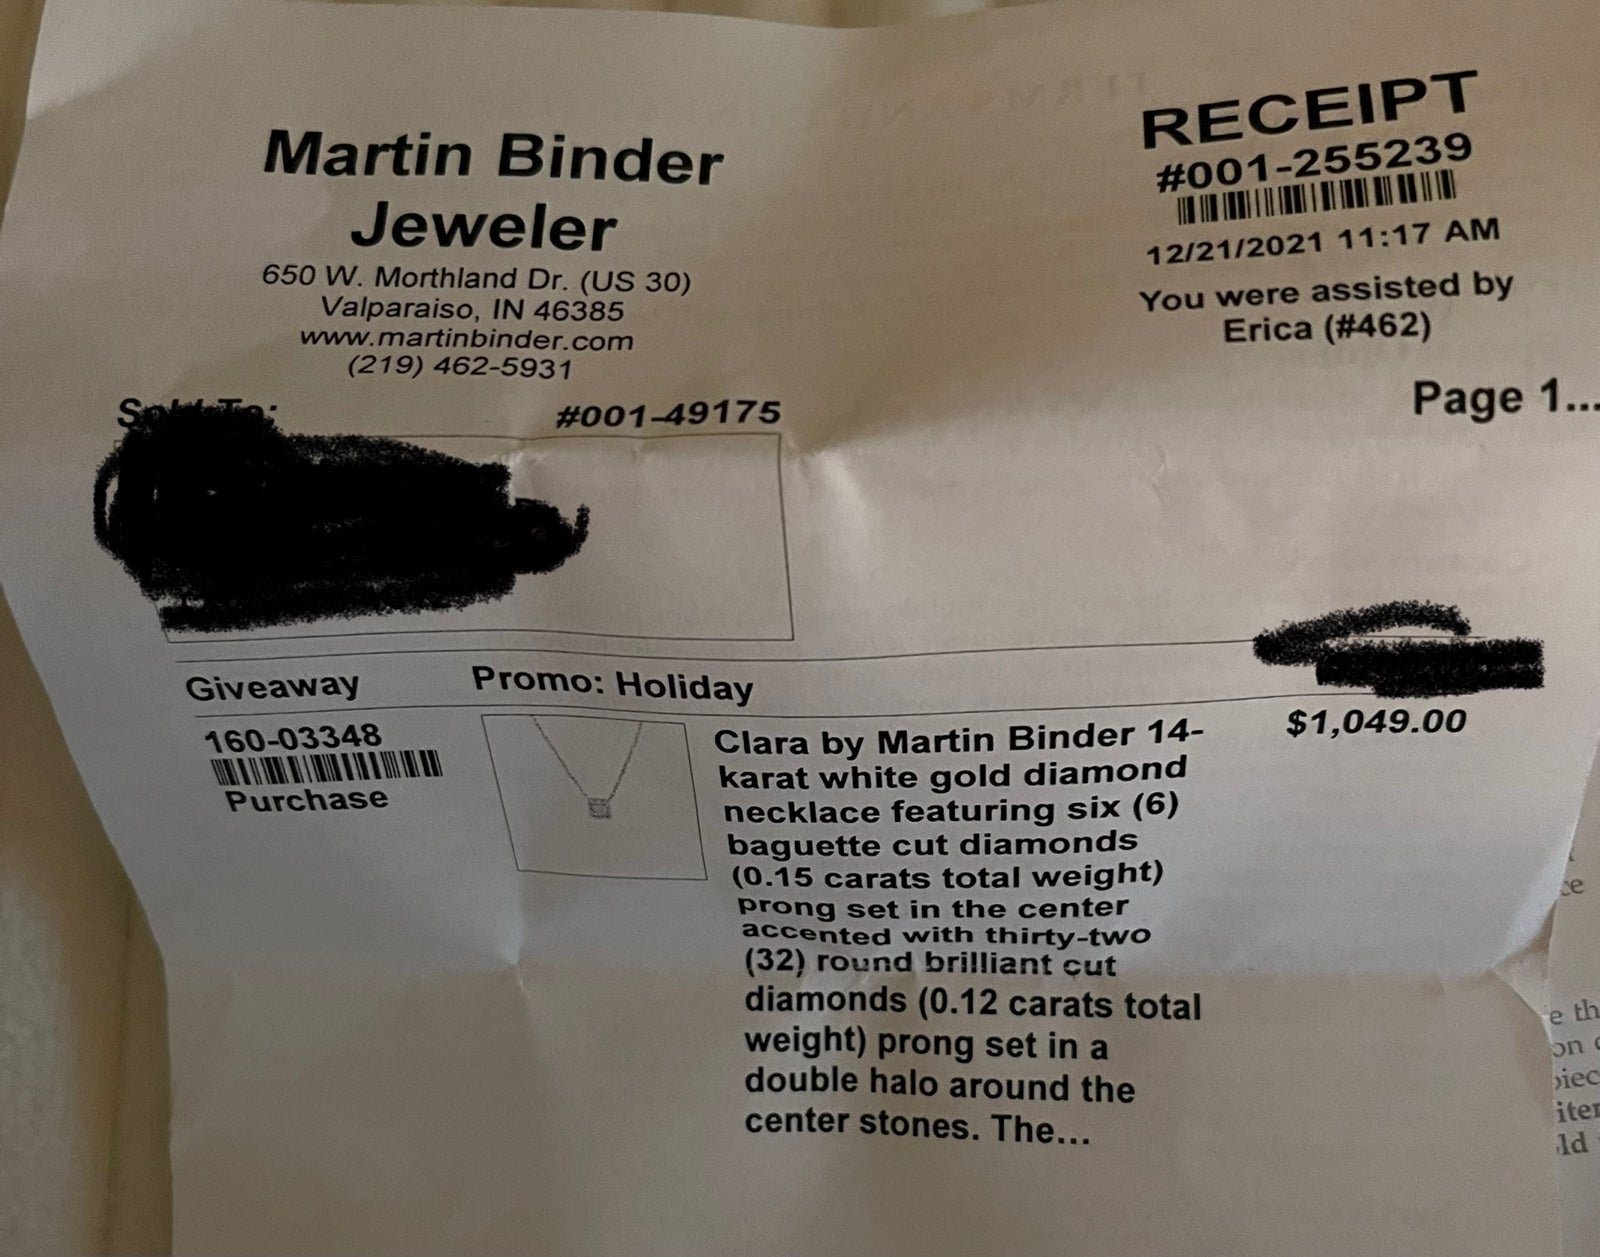 Martin Binder
Jeweler
650 W. Morthland Dr. (US 30)
Valparaiso, IN 46385
www.martinbinder.com
(219) 462-5931
RECEIPT
#001-255239
12/21/2021 11:17 AM
You were assisted by
Erica (#462)
Page 1...
Sold To: #001-49175
Giveaway Promo: Holiday
160-03348
Purchase
Clara by Martin Binder 14- $1,049.00
karat white gold diamond
necklace featuring six (6)
baguette cut diamonds
(0.15 carats total weight)
prong set in the center
accented with thirty-two
(32) round brilliant cut
diamonds (0.12 carats total
weight) prong set in a
double halo around the
center stones. The...